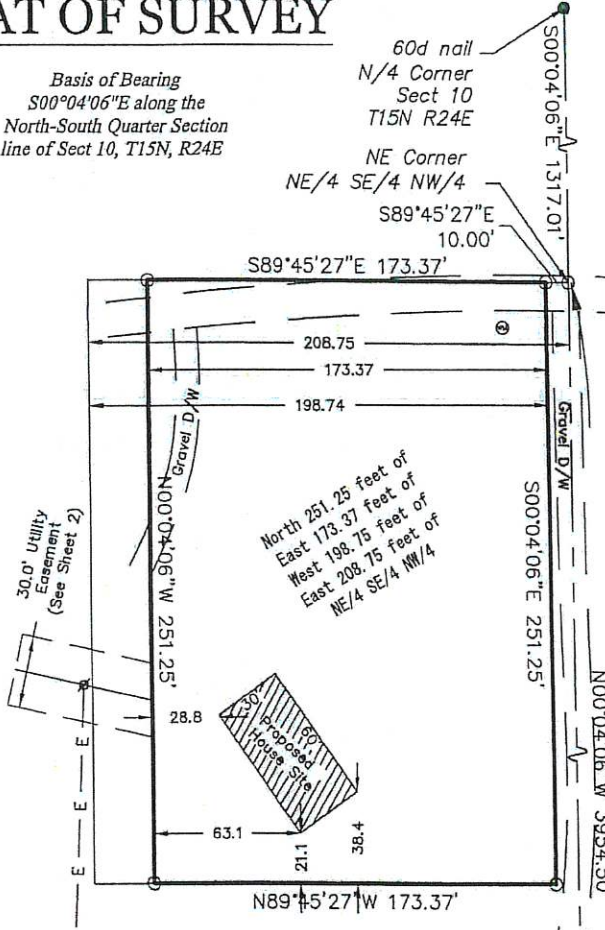 AT OF SURVEY
Basis of Bearing
S00°04'06"E along the
North-South Quarter Section
line of Sect 10, T15N, R24E
60d nail
N/4 Corner
Sect 10
T15N R24E
S00°04'06"E 1317.01'
NE Corner
NE/4 SE/4 NW/4
S89°45'27"E
10.00'
S89°45'27"E 173.37'
2
208.75
173.37
198.74
Gravel D/W
Gravel D/W
North 251.25 feet of
East 173.37 feet of
West 198.75 feet of
East 208.75 feet of
NE/4 SE/4 NW/4
N00°04'06"W 251.25'
S00°04'06"E 251.25'
30.0' Utility
Easement
(See Sheet 2)
28.8
30'
60'
Proposed
House Site
63.1
21.1
38.4
E
E
E
N00°04'06"W 3954.50
N89°45'27"W 173.37'